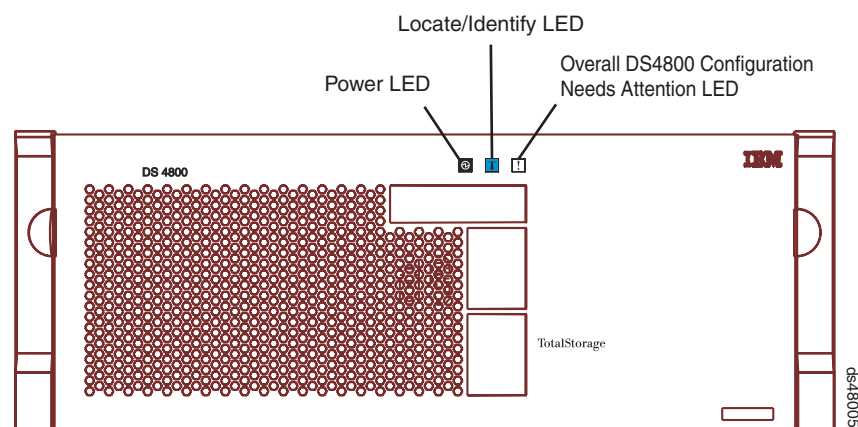 Locate/Identify LED
Overall DS4800 Configuration
Needs Attention LED
Power LED
DS 4800
IBM
TotalStorage
ds48005